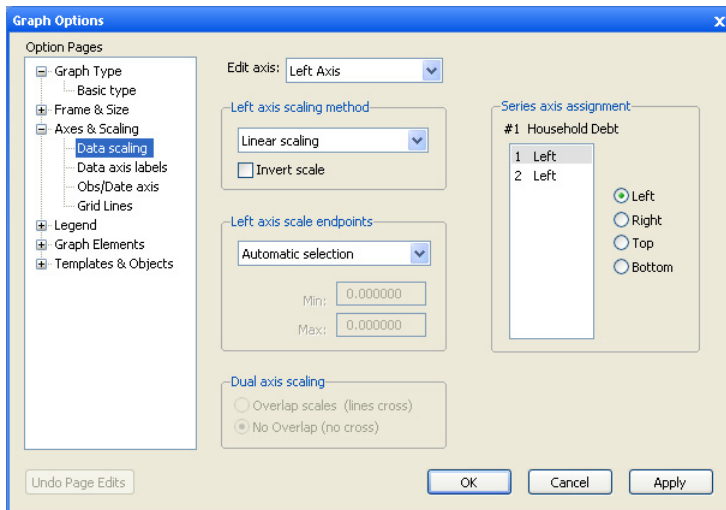 Graph Options
x
Option Pages
Graph Type
Basic type
Frame & Size
Axes & Scaling
Data scaling
Data axis labels
Obs/Date axis
Grid Lines
Legend
Graph Elements
Templates & Objects
Edit axis: Left Axis
Left axis scaling method
Linear scaling
Invert scale
Left axis scale endpoints
Automatic selection
Min: 0.000000
Max: 0.000000
Dual axis scaling
Overlap scales (lines cross)
No Overlap (no cross)
Series axis assignment
#1 Household Debt
1 Left
2 Left
Left
Right
Top
Bottom
Undo Page Edits
OK
Cancel
Apply